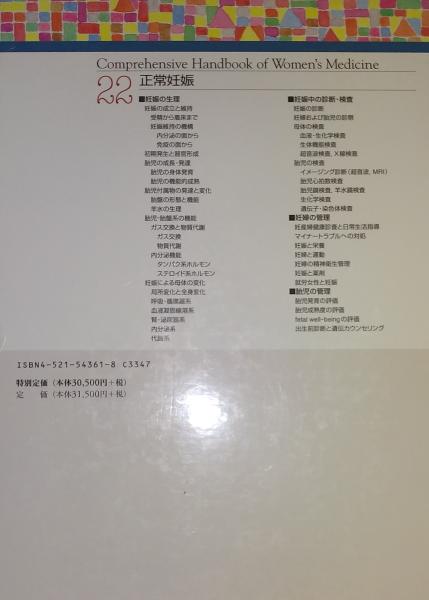 Comprehensive Handbook of Women's Medicine
22 正常妊娠
■妊娠の生理
妊娠の成立と維持
受精から着床まで
妊娠維持の機構
内分泌の面から
免疫の面から
初期発生と器官形成
胎児の成長・発達
胎児の身体発育
胎児の機能的成熟
胎児付属物の発達と変化
胎盤の形態と機能
羊水の生理
胎児・胎盤系の機能
ガス交換と物質代謝
ガス交換
物質代謝
内分泌機能
タンパク系ホルモン
ステロイド系ホルモン
妊娠による母体の変化
局所変化と全身変化
呼吸・循環器系
血液凝固線溶系
腎・泌尿器系
内分泌系
代謝系
■妊娠中の診断・検査
妊娠の診断
妊婦および胎児の診察
母体の検査
血液・生化学検査
生体機能検査
超音波検査, X線検査
胎児の検査
イメージング診断（超音波, MRI）
胎児心拍数検査
胎児鏡検査, 羊水鏡検査
生化学検査
遺伝子・染色体検査
■妊婦の管理
妊産婦健康診査と日常生活指導
マイナートラブルへの対処
妊娠と栄養
妊婦と運動
妊婦の精神衛生管理
妊娠と薬剤
就労女性と妊娠
■胎児の管理
胎児発育の評価
胎児成熟度の評価
fetal well-beingの評価
出生前診断と遺伝カウンセリング
ISBN4-521-54361-8 C3347
特別定価（本体30,500円＋税）
定 価（本体31,500円＋税）